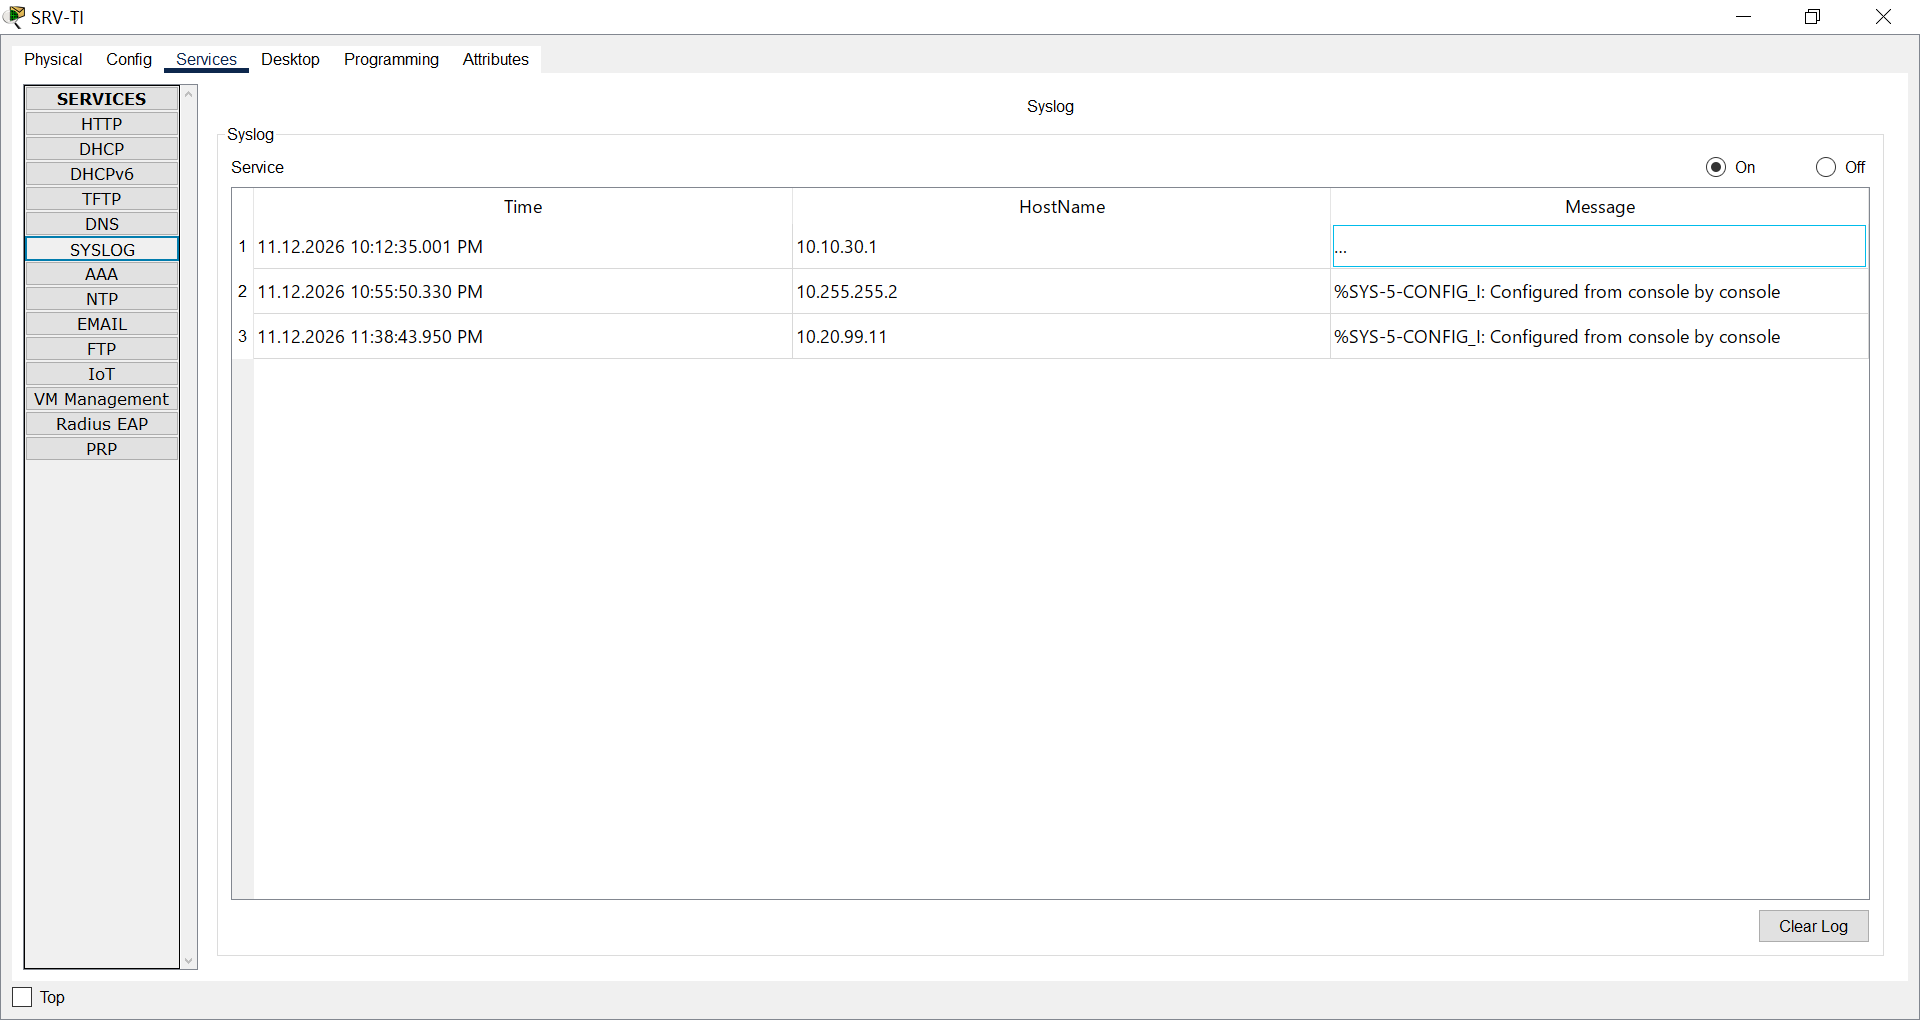 SRV-TI
Physical Config Services Desktop Programming Attributes
SERVICES
HTTP
DHCP
DHCPv6
TFTP
DNS
SYSLOG
AAA
NTP
EMAIL
FTP
IoT
VM Management
Radius EAP
PRP
Syslog
Syslog
Service On Off
Time HostName Message
1 11.12.2026 10:12:35.001 PM 10.10.30.1 ...
2 11.12.2026 10:55:50.330 PM 10.255.255.2 %SYS-5-CONFIG_I: Configured from console by console
3 11.12.2026 11:38:43.950 PM 10.20.99.11 %SYS-5-CONFIG_I: Configured from console by console
Clear Log
Top